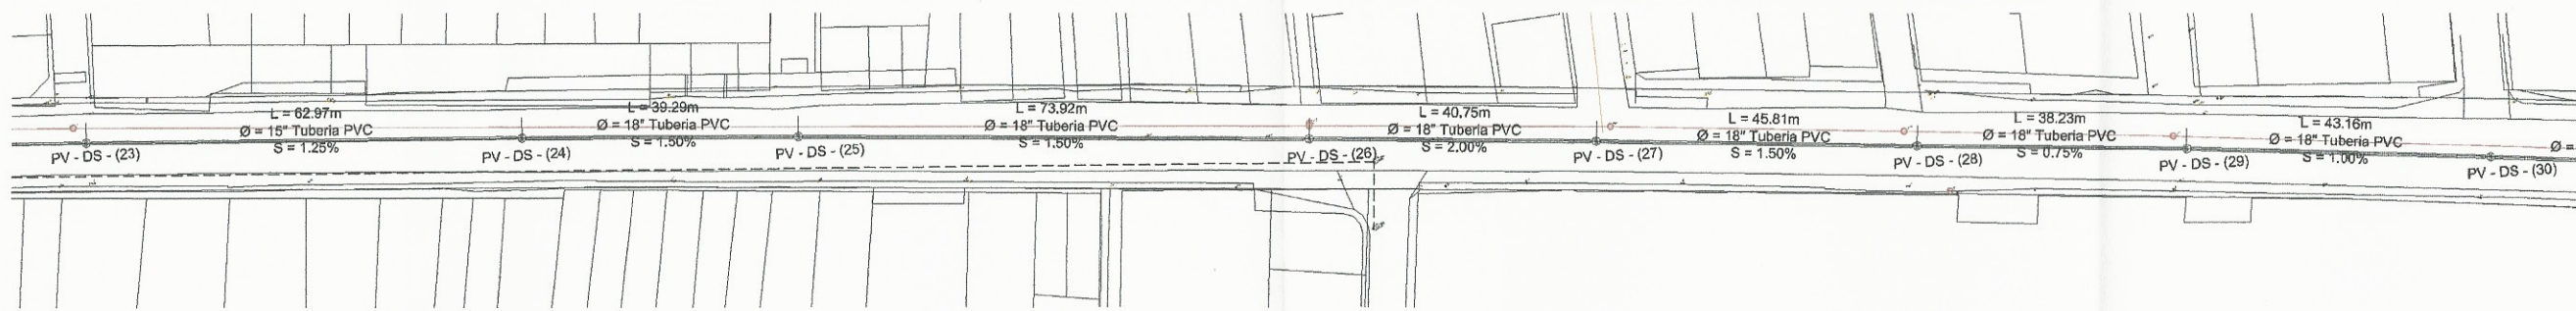 L = 62.97m
Ø = 15" Tuberia PVC
S = 1.25%
L = 39.29m
Ø = 18" Tuberia PVC
S = 1.50%
L = 73.92m
Ø = 18" Tuberia PVC
S = 1.50%
L = 40.75m
Ø = 18" Tuberia PVC
S = 2.00%
L = 45.81m
Ø = 18" Tuberia PVC
S = 1.50%
L = 38.23m
Ø = 18" Tuberia PVC
S = 0.75%
L = 43.16m
Ø = 18" Tuberia PVC
S = 1.00%
Ø =
PV - DS - (23)
PV - DS - (24)
PV - DS - (25)
PV - DS - (26)
PV - DS - (27)
PV - DS - (28)
PV - DS - (29)
PV - DS - (30)